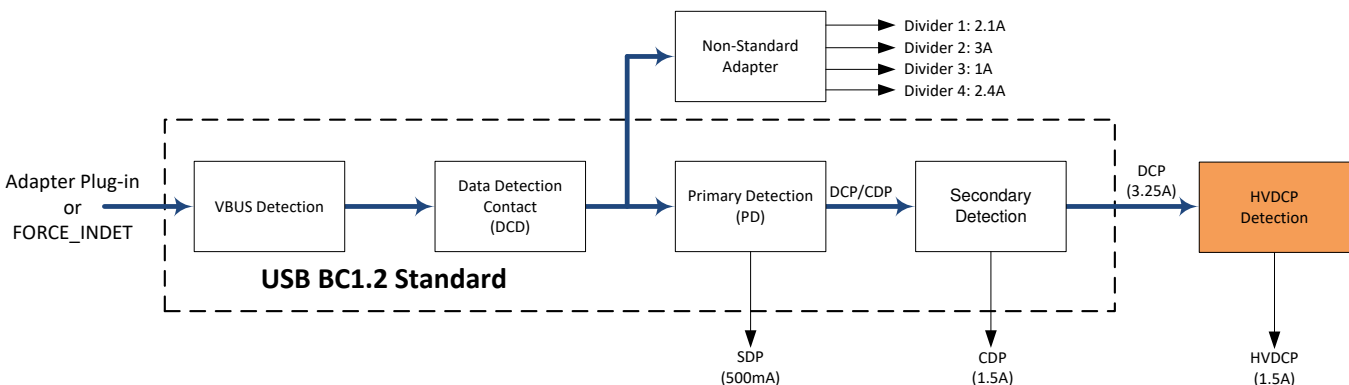 Non-Standard
Adapter
Divider 1: 2.1A
Divider 2: 3A
Divider 3: 1A
Divider 4: 2.4A
Adapter Plug-in
or
FORCE_INDET
VBUS Detection
Data Detection
Contact
(DCD)
Primary Detection
(PD)
DCP/CDP
Secondary
Detection
DCP
(3.25A)
HVDCP
Detection
USB BC1.2 Standard
SDP
(500mA)
CDP
(1.5A)
HVDCP
(1.5A)